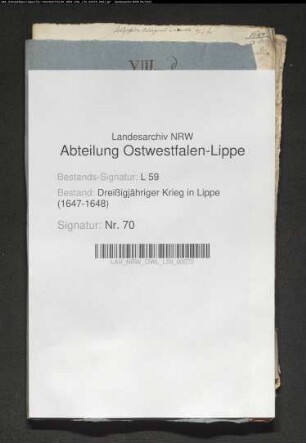 VIII.
Landesarchiv NRW
Abteilung Ostwestfalen-Lippe
Bestands-Signatur: L 59
Bestand: Dreißigjähriger Krieg in Lippe
(1647-1648)
Signatur: Nr. 70
LAV_NRW_OWL_L59_00070